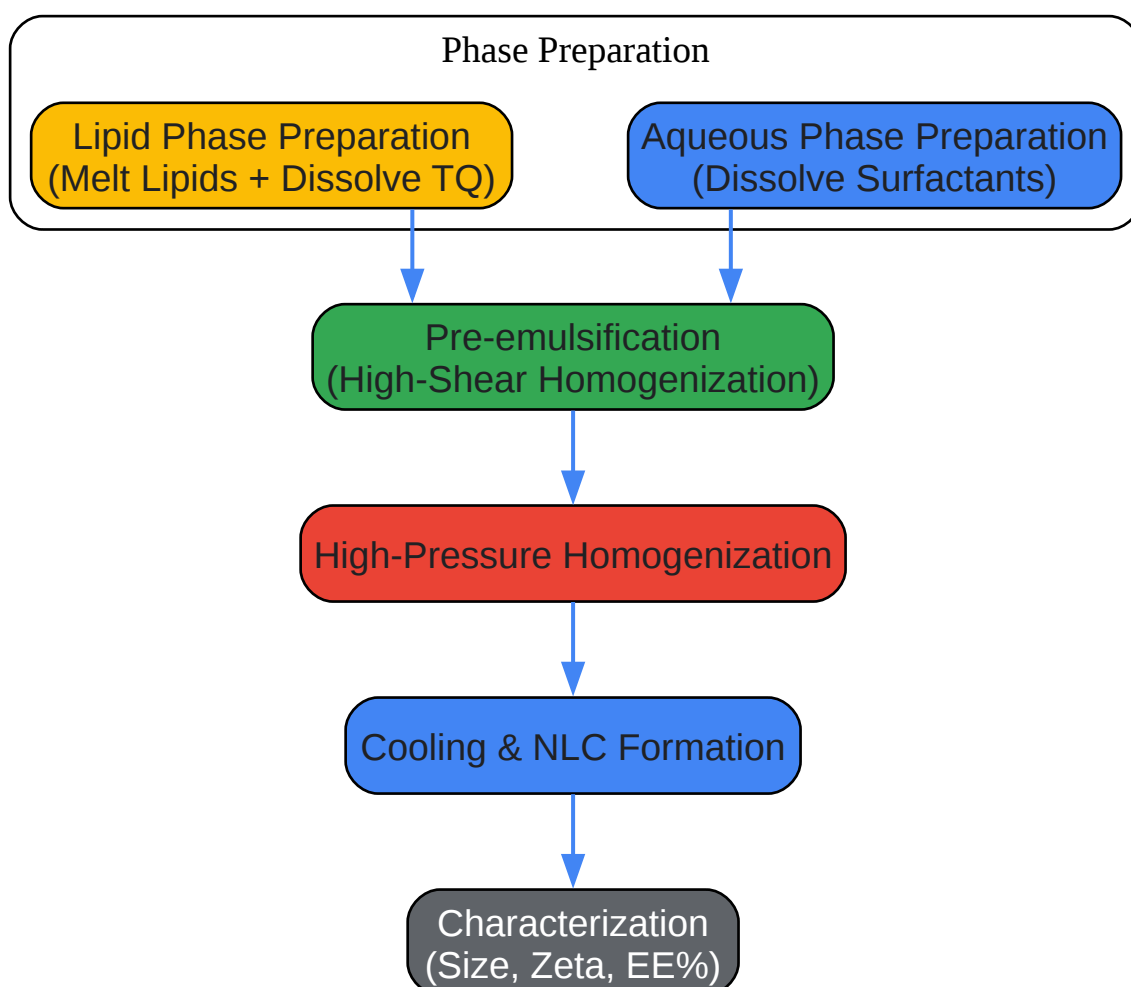 Phase Preparation
Lipid Phase Preparation
(Melt Lipids + Dissolve TQ)
Aqueous Phase Preparation
(Dissolve Surfactants)
Pre-emulsification
(High-Shear Homogenization)
High-Pressure Homogenization
Cooling & NLC Formation
Characterization
(Size, Zeta, EE%)